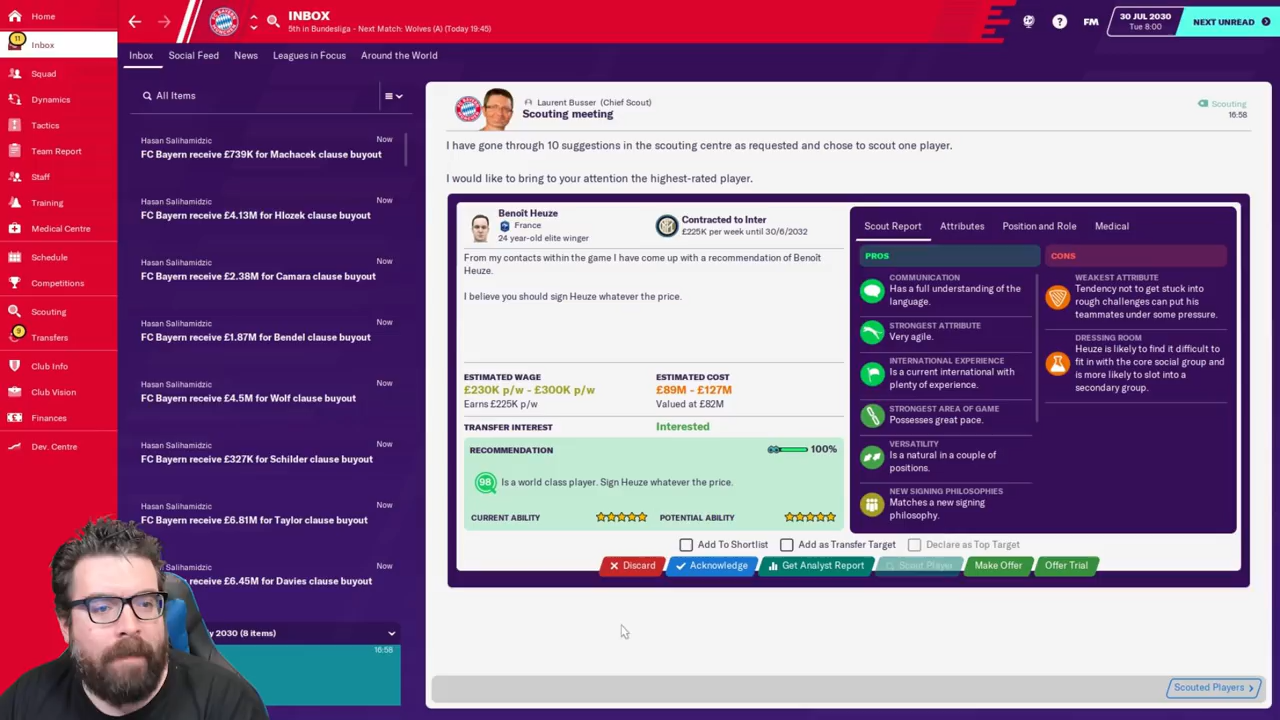 Home
11
Inbox
Squad
Dynamics
Tactics
Team Report
Staff
Training
Medical Centre
Schedule
Competitions
Scouting
9
Transfers
Club Info
Club Vision
Finances
Dev. Centre
INBOX
5th in Bundesliga - Next Match: Wolves (A) (Today 19:45)
?
FM
30 JUL 2030
Tue 8:00
NEXT UNREAD
Inbox
Social Feed
News
Leagues in Focus
Around the World
All Items
Hasan Salihamidzic
Now
FC Bayern receive £739K for Machacek clause buyout
Hasan Salihamidzic
Now
FC Bayern receive £4.13M for Hlozek clause buyout
Hasan Salihamidzic
Now
FC Bayern receive £2.38M for Camara clause buyout
Hasan Salihamidzic
Now
FC Bayern receive £1.87M for Bendel clause buyout
Hasan Salihamidzic
Now
FC Bayern receive £4.5M for Wolf clause buyout
Hasan Salihamidzic
Now
FC Bayern receive £327K for Schilder clause buyout
Hasan Salihamidzic
Now
FC Bayern receive £6.81M for Taylor clause buyout
Now
£6.45M for Davies clause buyout
2030 (8 items)
16:58
Laurent Busser (Chief Scout)
Scouting meeting
Scouting
16:58
I have gone through 10 suggestions in the scouting centre as requested and chose to scout one player.
I would like to bring to your attention the highest-rated player.
Benoît Heuze
France
24 year-old elite winger
Contracted to Inter
£225K per week until 30/6/2032
From my contacts within the game I have come up with a recommendation of Benoît
Heuze.
I believe you should sign Heuze whatever the price.
ESTIMATED WAGE
£230K p/w - £300K p/w
Earns £225K p/w
ESTIMATED COST
£89M - £127M
Valued at £82M
TRANSFER INTEREST
Interested
RECOMMENDATION
100%
98
Is a world class player. Sign Heuze whatever the price.
CURRENT ABILITY
POTENTIAL ABILITY
Scout Report
Attributes
Position and Role
Medical
PROS
COMMUNICATION
Has a full understanding of the
language.
STRONGEST ATTRIBUTE
Very agile.
INTERNATIONAL EXPERIENCE
Is a current international with
plenty of experience.
STRONGEST AREA OF GAME
Possesses great pace.
VERSATILITY
Is a natural in a couple of
positions.
NEW SIGNING PHILOSOPHIES
Matches a new signing
philosophy.
CONS
WEAKEST ATTRIBUTE
Tendency not to get stuck into
rough challenges can put his
teammates under some pressure.
DRESSING ROOM
Heuze is likely to find it difficult to
fit in with the core social group and
is more likely to slot into a
secondary group.
Add To Shortlist
Add as Transfer Target
Declare as Top Target
Discard
Acknowledge
Get Analyst Report
Scout Player
Make Offer
Offer Trial
Scouted Players